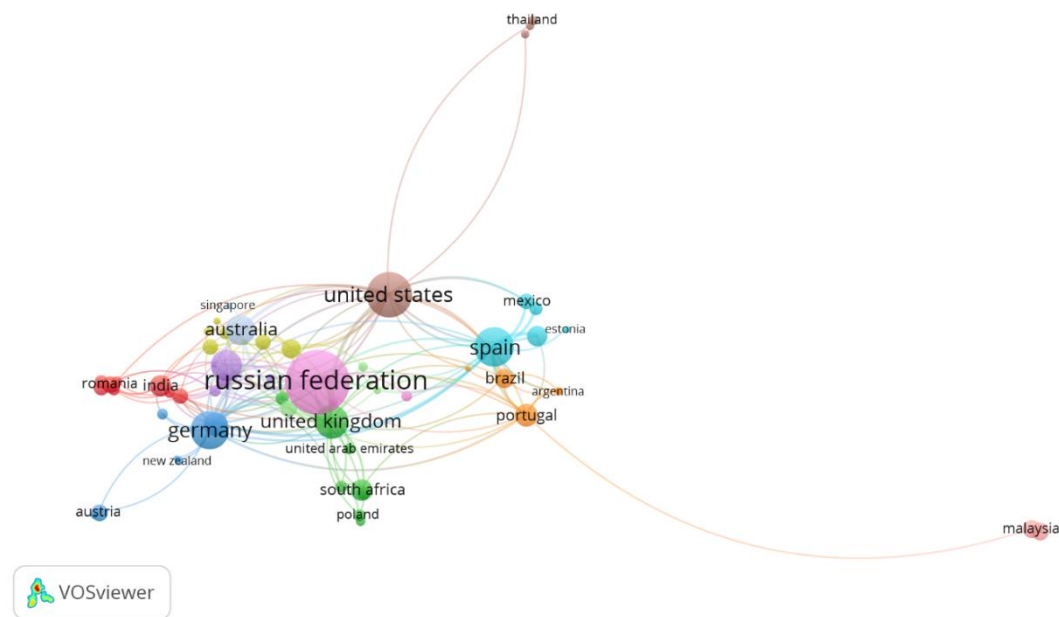 thailand
united states
mexico
singapore
australia
estonia
spain
romania
india
russian federation
brazil
argentina
portugal
germany
united kingdom
united arab emirates
new zealand
south africa
austria
poland
malaysia
VOSviewer